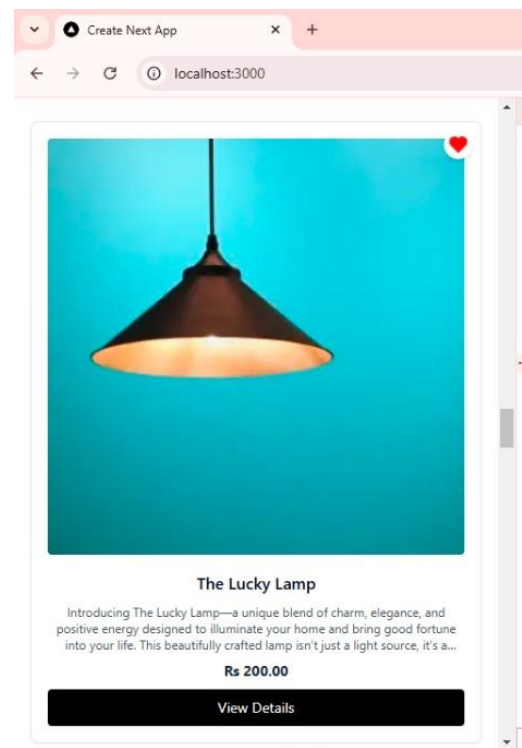 Create Next App
localhost:3000
The Lucky Lamp
Introducing The Lucky Lamp—a unique blend of charm, elegance, and
positive energy designed to illuminate your home and bring good fortune
into your life. This beautifully crafted lamp isn't just a light source, it's a...
Rs 200.00
View Details